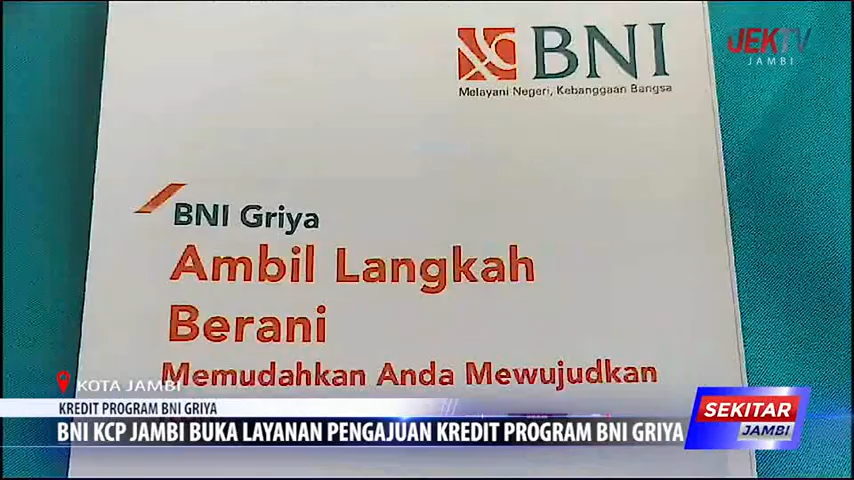 BNI
JEKTV
JAMBI
Melayani Negeri, Kebanggaan Bangsa
BNI Griya
Ambil Langkah
Berani
Memudahkan Anda Mewujudkan
KOTA JAMBI
KREDIT PROGRAM BNI GRIYA
BNI KCP JAMBI BUKA LAYANAN PENGAJUAN KREDIT PROGRAM BNI GRIYA
SEKITAR
JAMBI